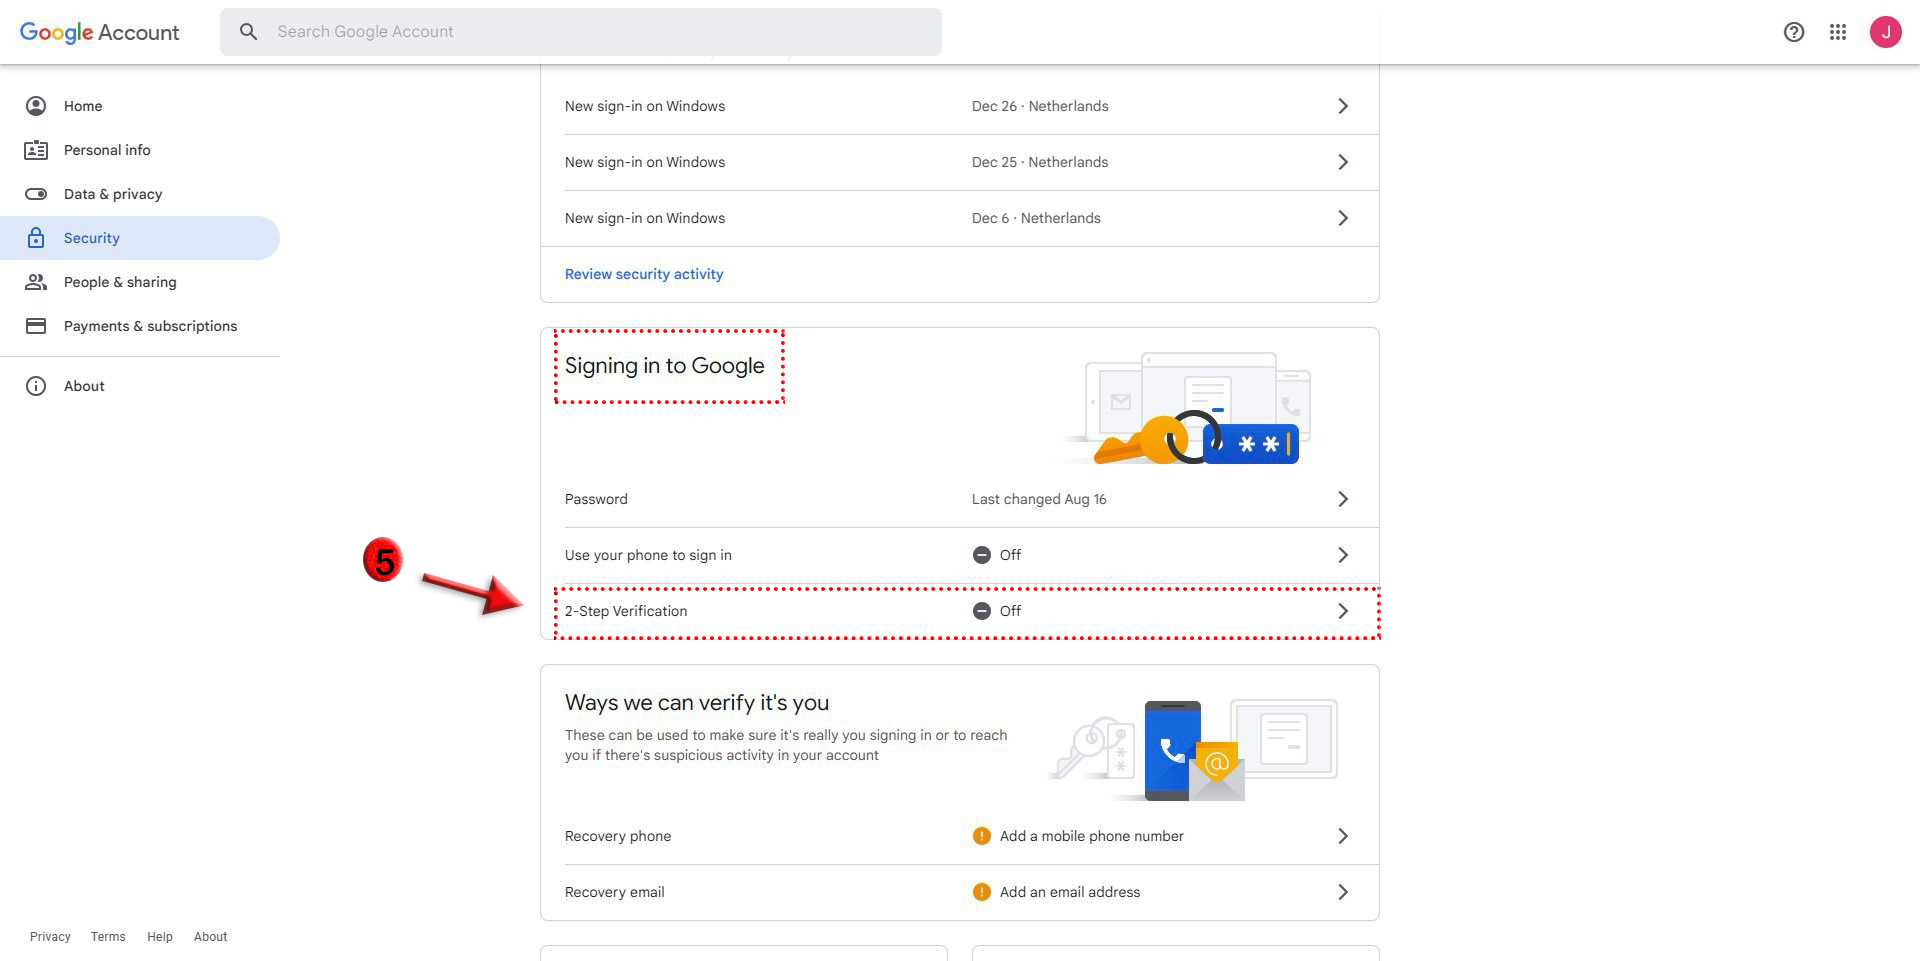 Google Account
Search Google Account
J
Home
Personal info
Data & privacy
Security
People & sharing
Payments & subscriptions
About
New sign-in on Windows Dec 26 · Netherlands
New sign-in on Windows Dec 25 · Netherlands
New sign-in on Windows Dec 6 · Netherlands
Review security activity
Signing in to Google
**
Password Last changed Aug 16
Use your phone to sign in Off
5
2-Step Verification Off
Ways we can verify it's you
These can be used to make sure it's really you signing in or to reach
you if there's suspicious activity in your account
@
Recovery phone ! Add a mobile phone number
Recovery email ! Add an email address
Privacy Terms Help About